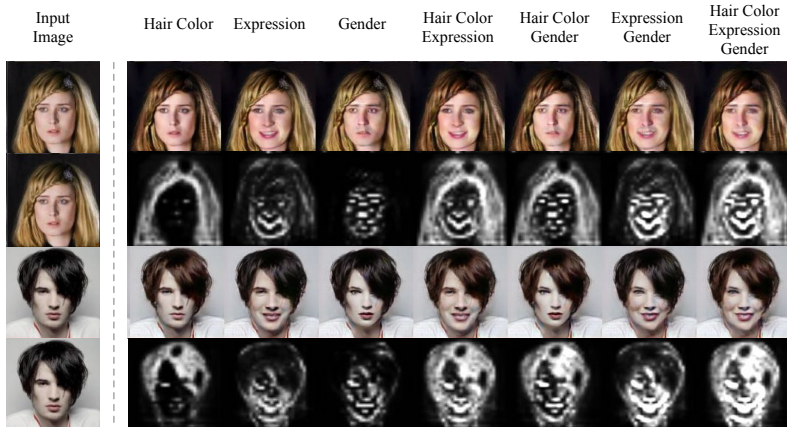 Input
Image
Hair Color
Expression
Gender
Hair Color
Expression
Hair Color
Gender
Expression
Gender
Hair Color
Expression
Gender